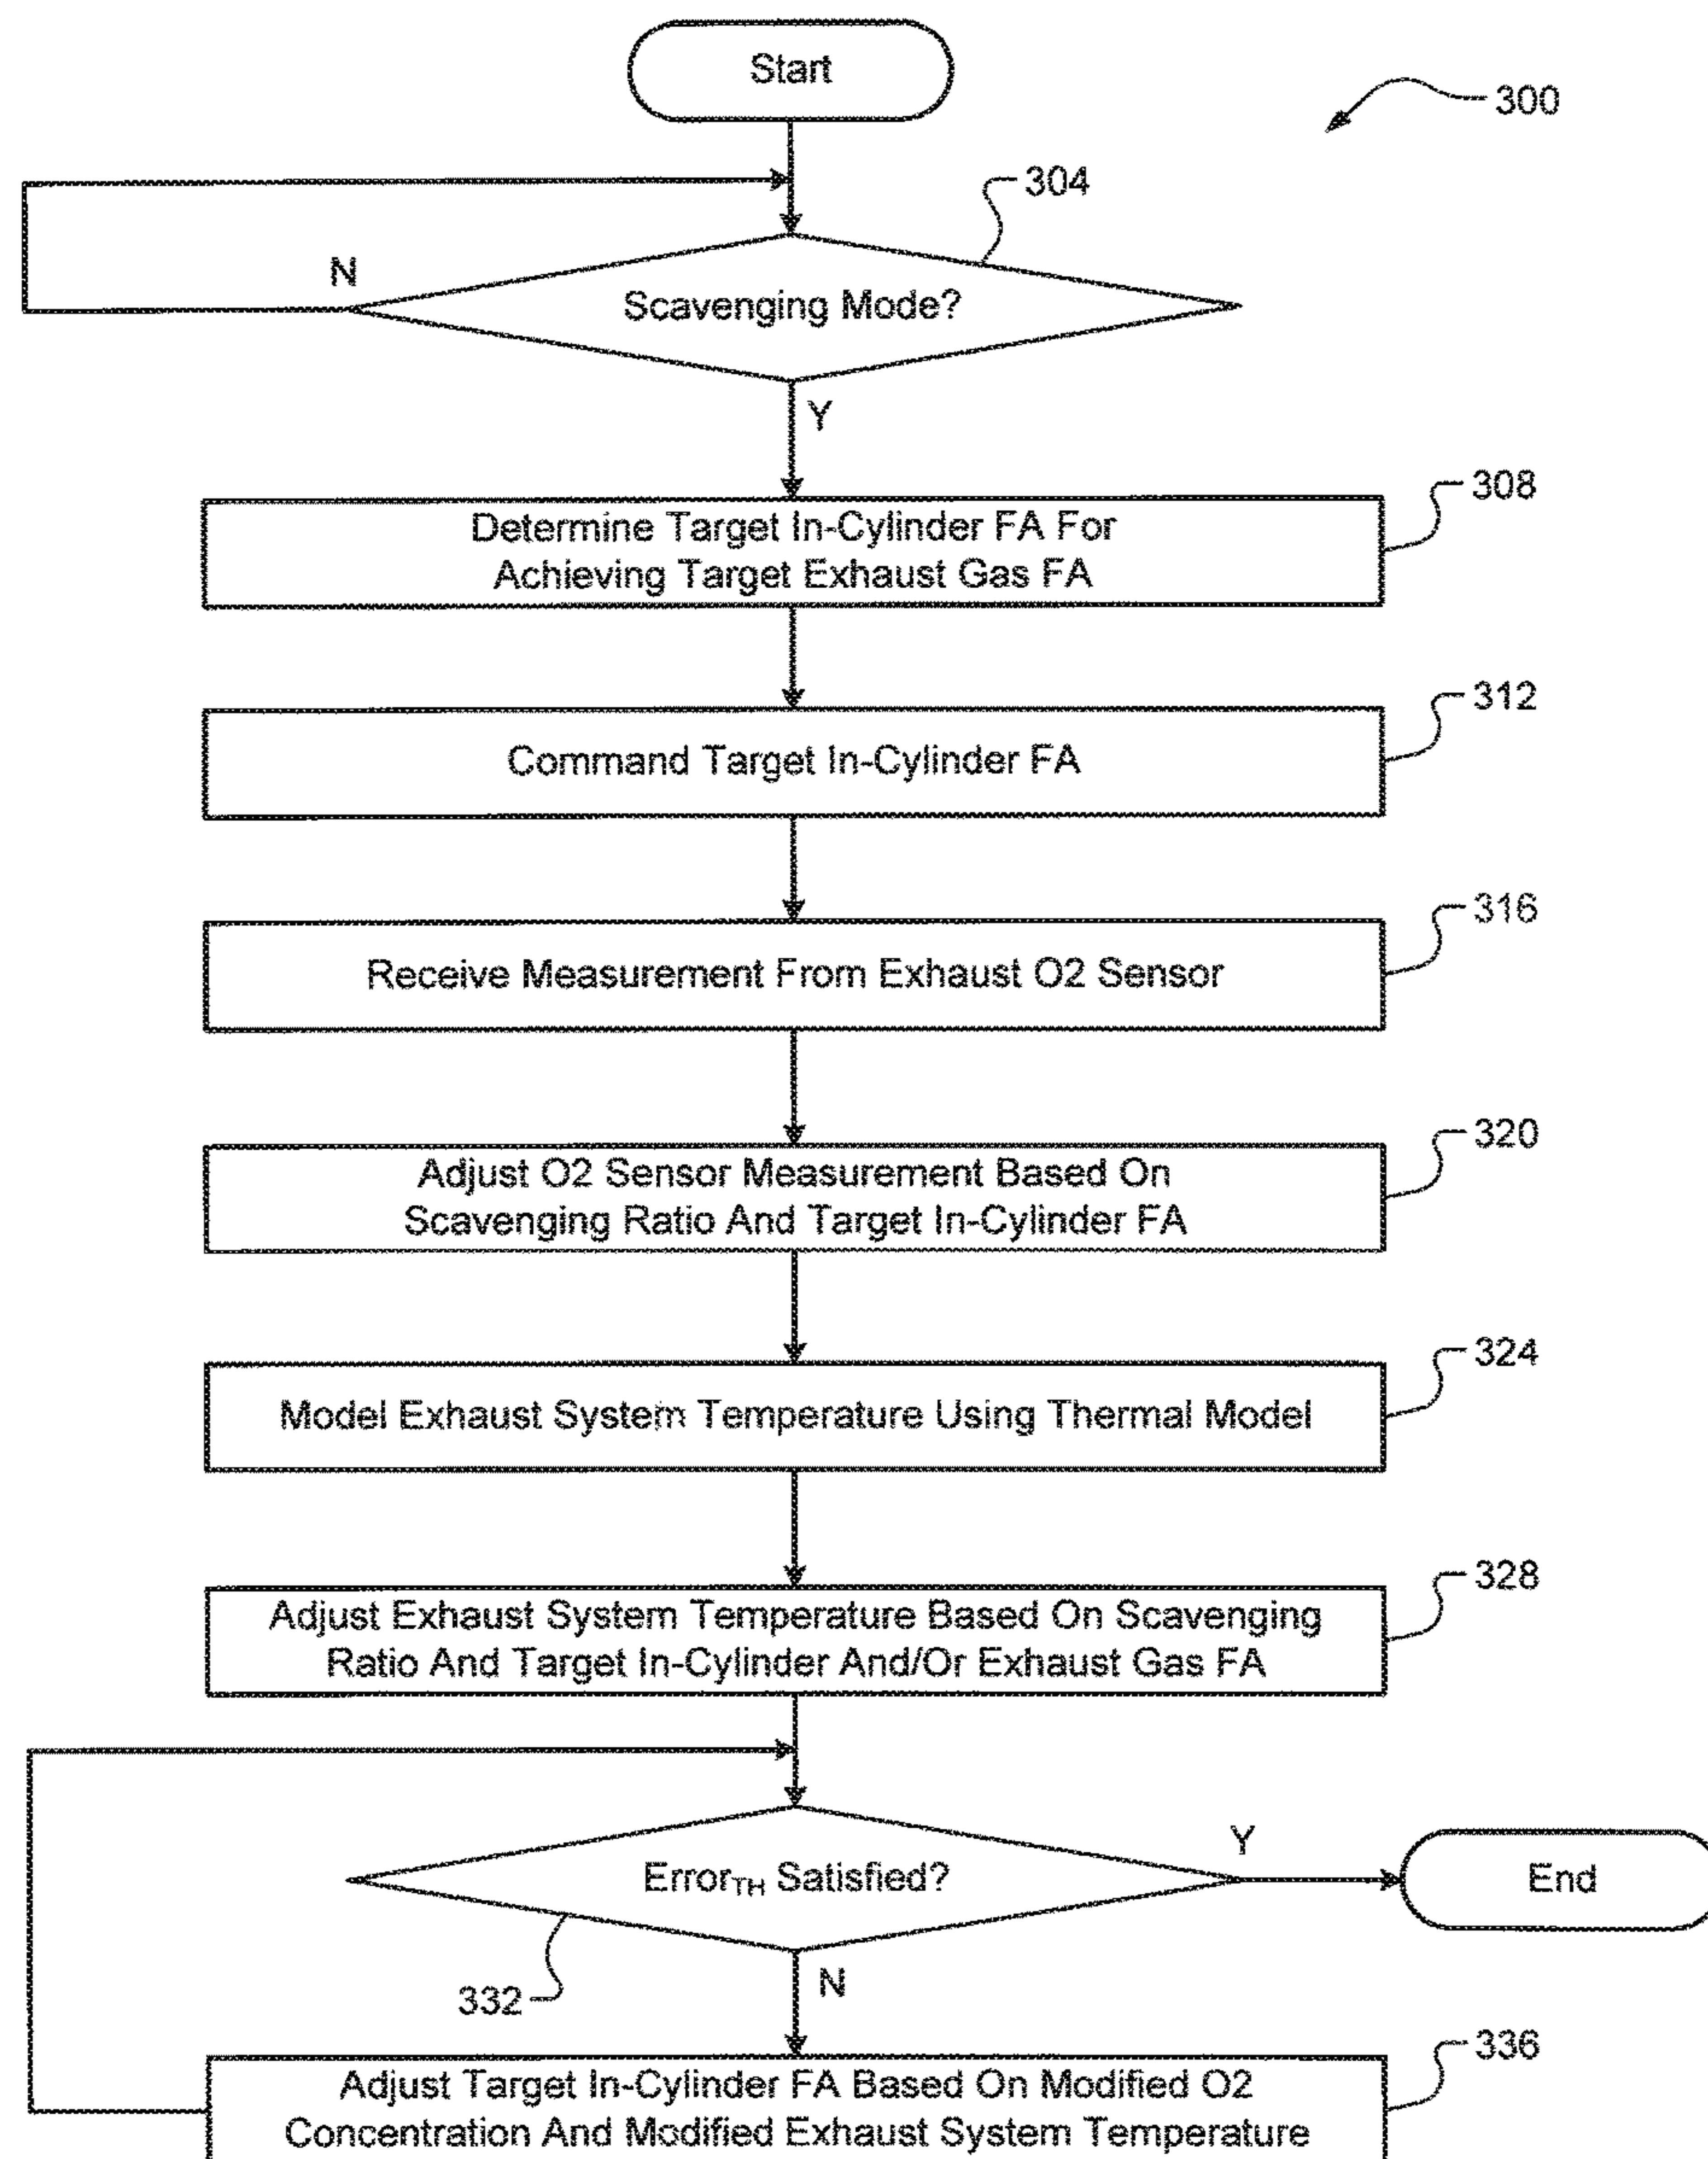 Start
300
304
N
Scavenging Mode?
Y
308
Determine Target In-Cylinder FA For
Achieving Target Exhaust Gas FA
312
Command Target In-Cylinder FA
316
Receive Measurement From Exhaust O2 Sensor
320
Adjust O2 Sensor Measurement Based On
Scavenging Ratio And Target In-Cylinder FA
324
Model Exhaust System Temperature Using Thermal Model
328
Adjust Exhaust System Temperature Based On Scavenging
Ratio And Target In-Cylinder And/Or Exhaust Gas FA
Y
ErrorTH Satisfied?
End
332
N
336
Adjust Target In-Cylinder FA Based On Modified O2
Concentration And Modified Exhaust System Temperature